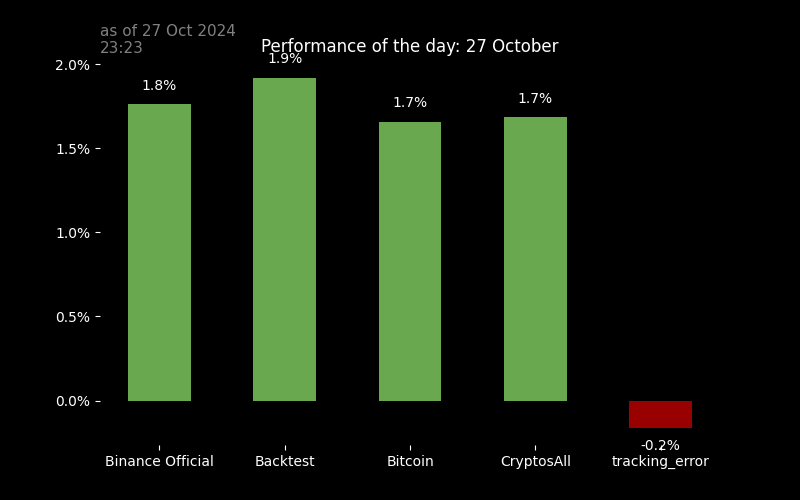 as of 27 Oct 2024
23:23
Performance of the day: 27 October
2.0%
1.5%
1.0%
0.5%
0.0%
1.8%
1.9%
1.7%
1.7%
-0.2%
Binance Official
Backtest
Bitcoin
CryptosAll
tracking_error